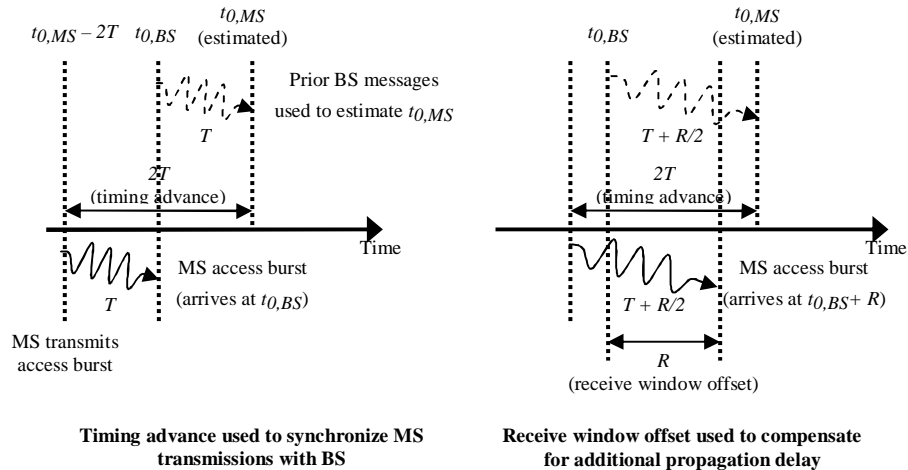 t0,MS – 2T
t0,BS
t0,MS
(estimated)
Prior BS messages
used to estimate t0,MS
T
2T
(timing advance)
Time
MS access burst
(arrives at t0,BS)
T
MS transmits
access burst
Timing advance used to synchronize MS
transmissions with BS
t0,BS
t0,MS
(estimated)
T + R/2
2T
(timing advance)
Time
MS access burst
(arrives at t0,BS + R)
T + R/2
R
(receive window offset)
Receive window offset used to compensate
for additional propagation delay